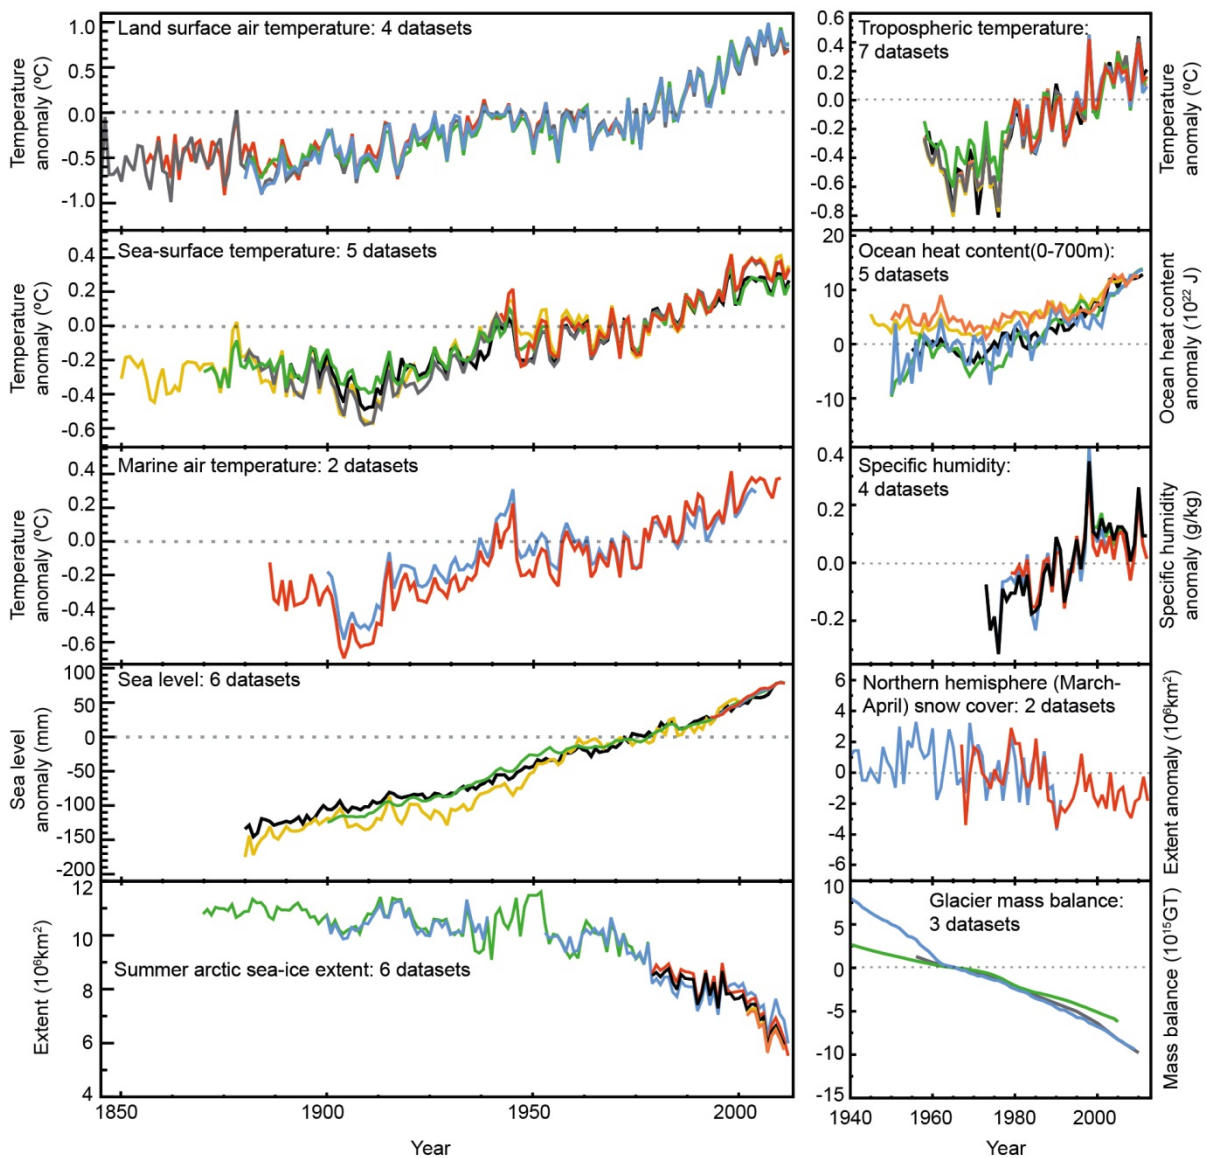 Land surface air temperature: 4 datasets
1.0
0.5
0.0
-0.5
-1.0
Temperature
anomaly (ºC)
Sea-surface temperature: 5 datasets
0.4
0.2
0.0
-0.2
-0.4
-0.6
Temperature
anomaly (ºC)
Marine air temperature: 2 datasets
0.4
0.2
0.0
-0.2
-0.4
-0.6
Temperature
anomaly (ºC)
Sea level: 6 datasets
100
50
0
-50
-100
-150
-200
Sea level
anomaly (mm)
Summer arctic sea-ice extent: 6 datasets
12
10
8
6
4
Extent (10⁶km²)
1850
1900
1950
2000
Year
Tropospheric temperature:
7 datasets
0.6
0.4
0.2
0.0
-0.2
-0.4
-0.6
-0.8
Temperature
anomaly (ºC)
Ocean heat content(0-700m):
5 datasets
20
10
0
-10
Ocean heat content
anomaly (10²² J)
Specific humidity:
4 datasets
0.4
0.2
0.0
-0.2
Specific humidity
anomaly (g/kg)
Northern hemisphere (March-
April) snow cover: 2 datasets
6
4
2
0
-2
-4
-6
Extent anomaly (10⁶km²)
Glacier mass balance:
3 datasets
10
5
0
-5
-10
-15
Mass balance (10¹⁵GT)
1940
1960
1980
2000
Year